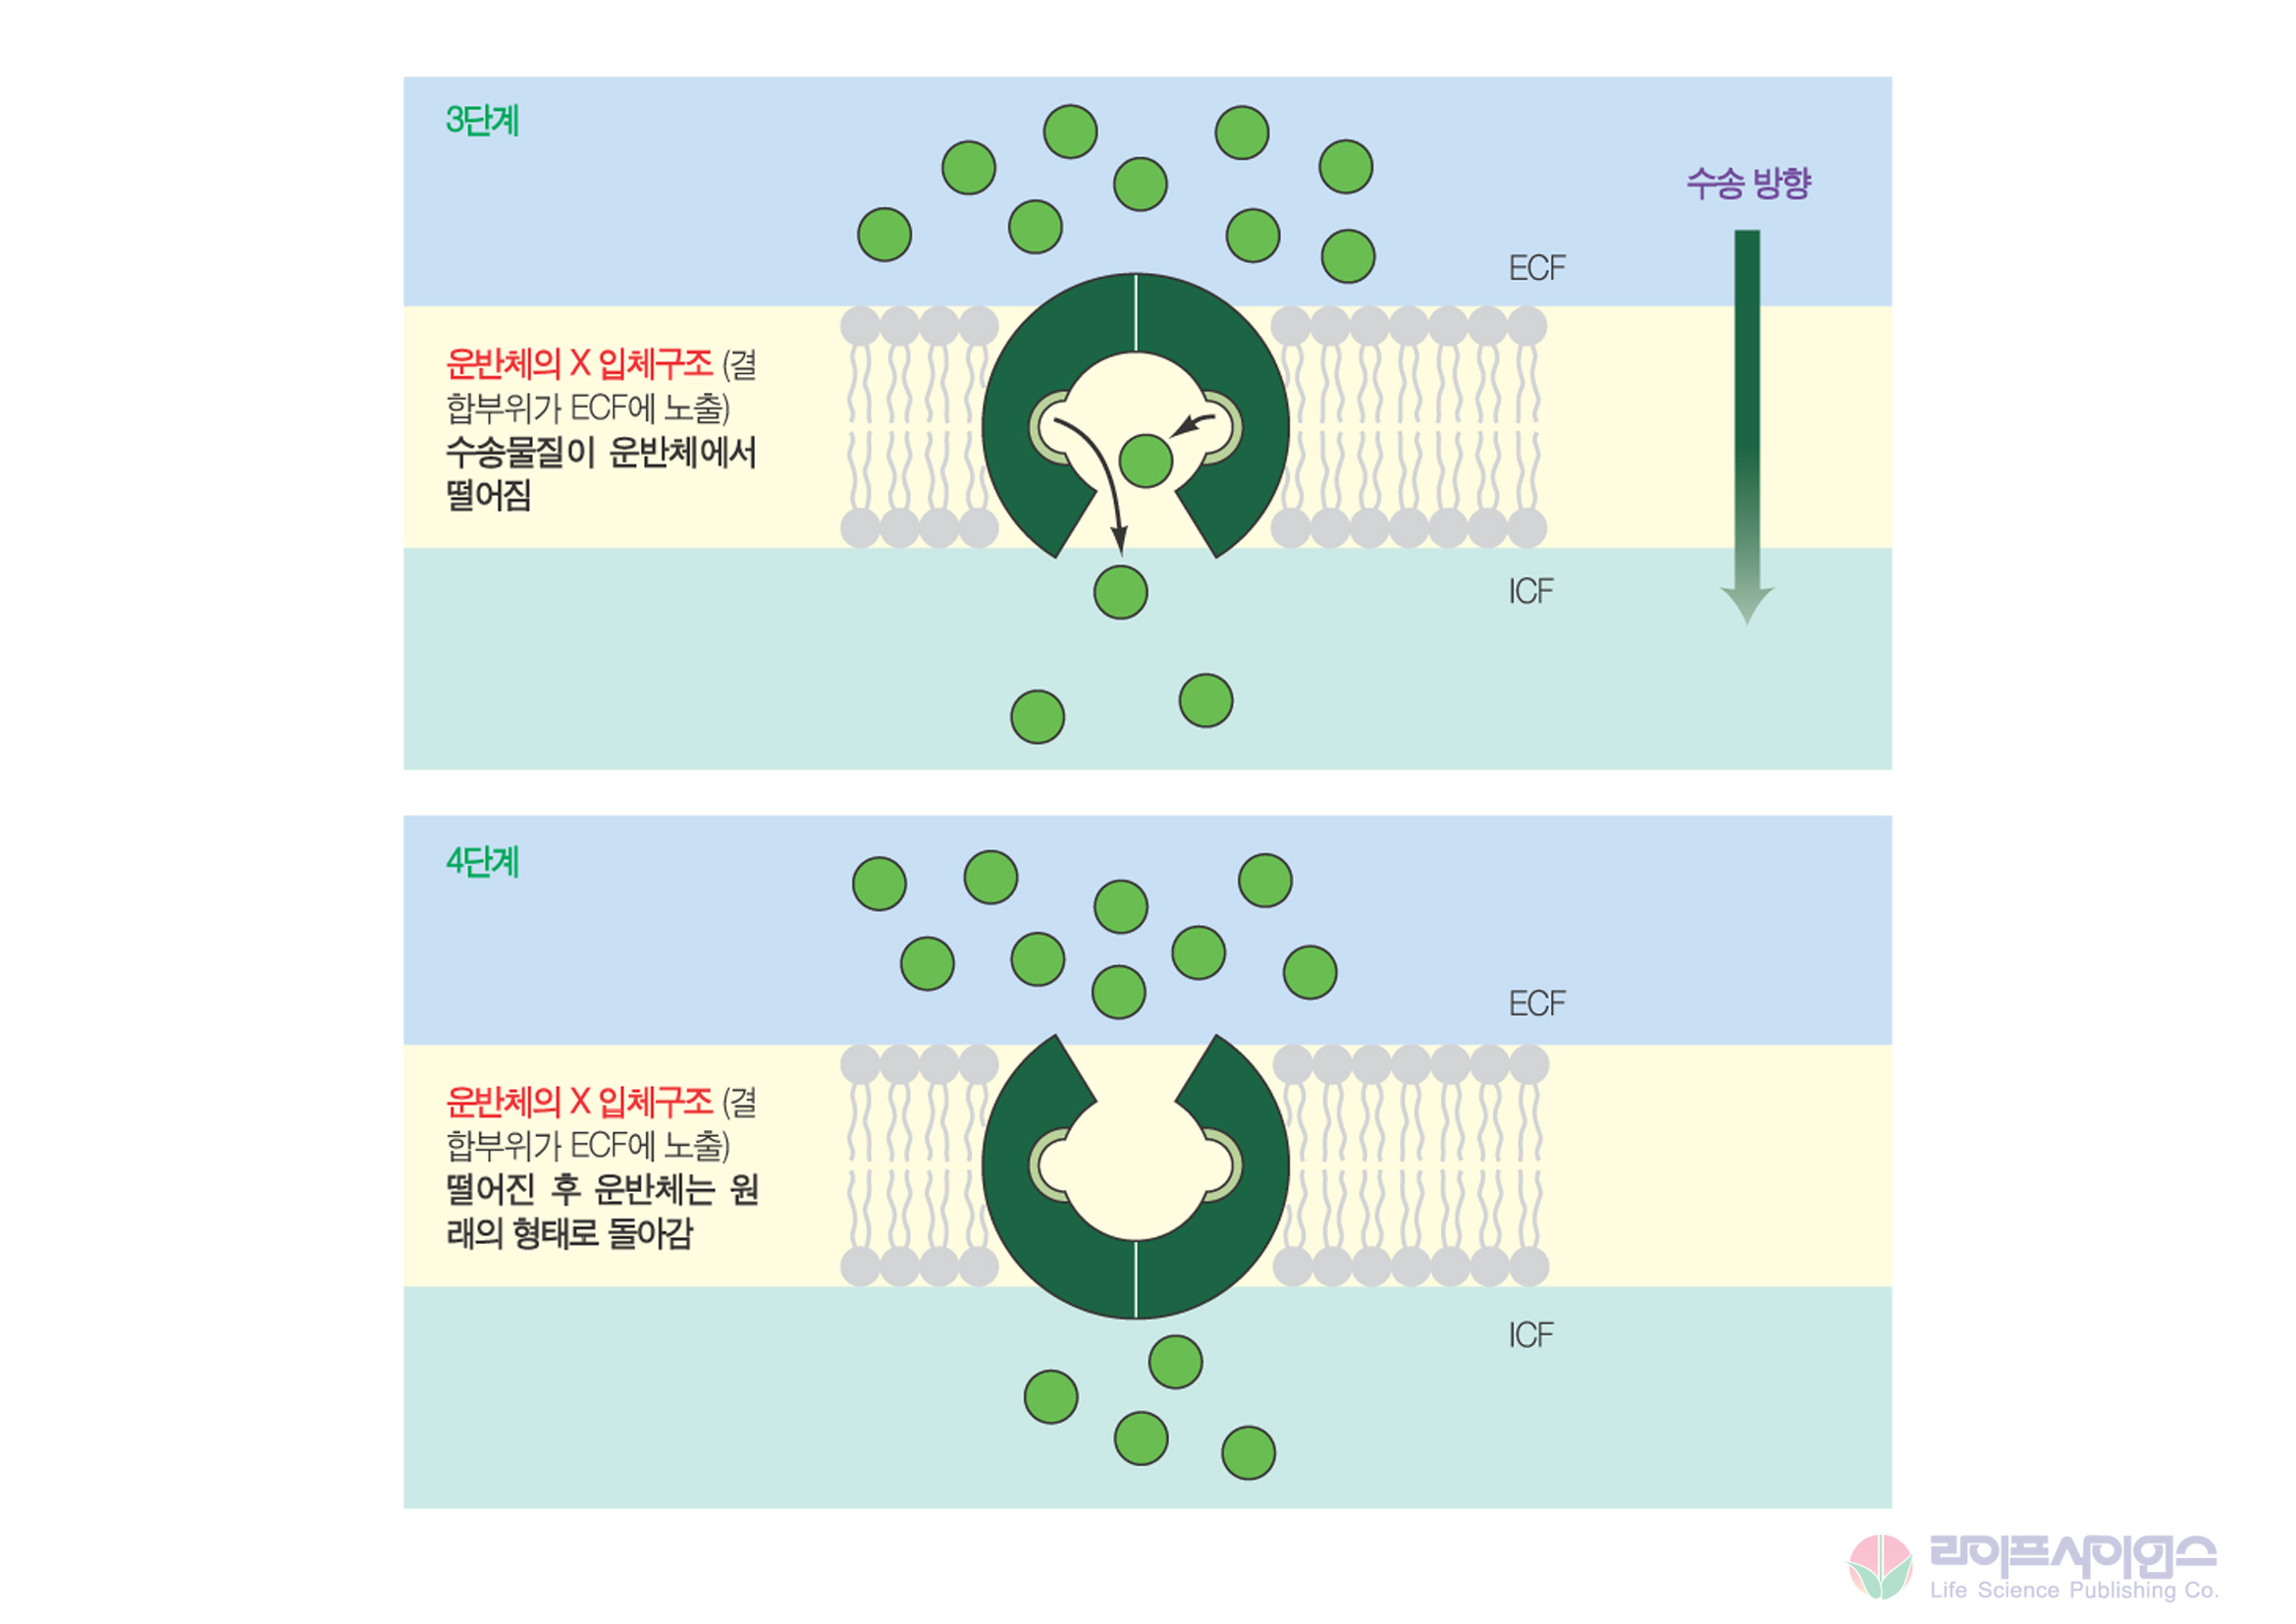 3단계
수송 방향
ECF
운반체의 X 입체구조 (결
합부위가 ECF에 노출)
수송물질이 운반체에서
떨어짐
ICF
4단계
ECF
운반체의 X 입체구조 (결
합부위가 ECF에 노출)
떨어진 후 운반체는 원
래의 형태로 돌아감
ICF
라이프사이언스
Life Science Publishing Co.